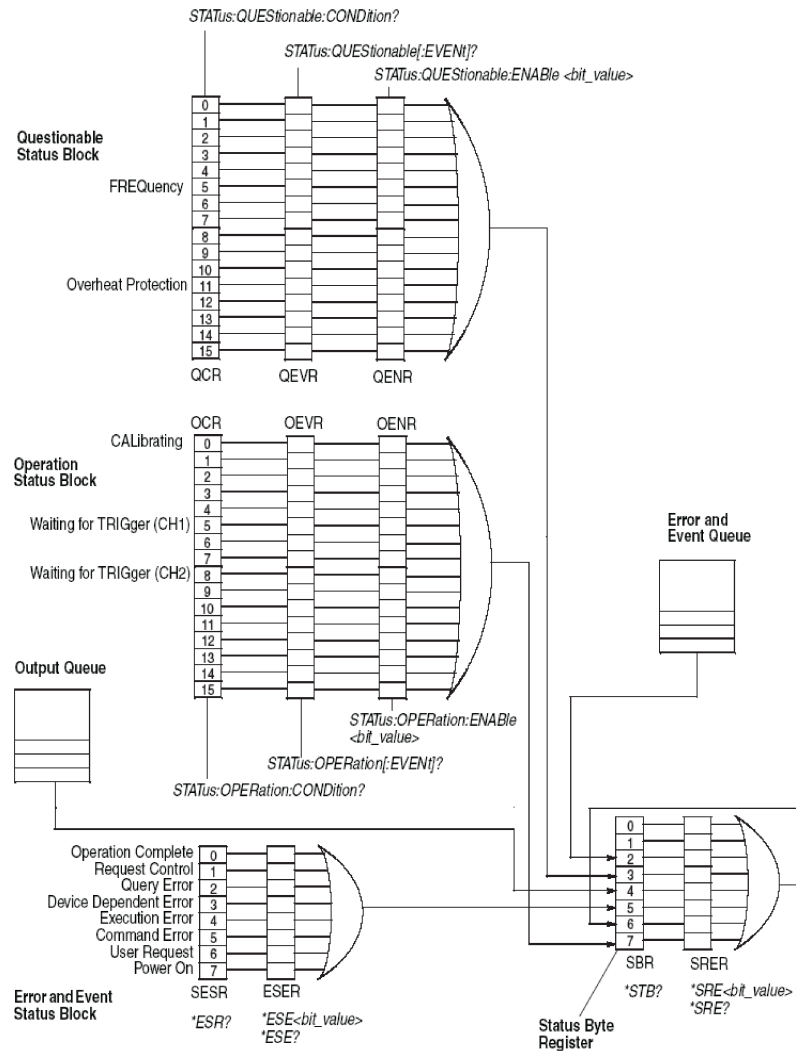 STATus:QUEStionable:CONDition?
STATus:QUEStionable[:EVENt]?
STATus:QUEStionable:ENABle <bit_value>
Questionable
Status Block
FREQuency
Overheat Protection
0
1
2
3
4
5
6
7
8
9
10
11
12
13
14
15
QCR
QEVR
QENR
OCR
OEVR
OENR
CALibrating
Operation
Status Block
Waiting for TRIGger (CH1)
Waiting for TRIGger (CH2)
0
1
2
3
4
5
6
7
8
9
10
11
12
13
14
15
STATus:OPERation:ENABle
<bit_value>
STATus:OPERation[:EVENt]?
STATus:OPERation:CONDition?
Error and
Event Queue
Output Queue
Operation Complete 0
Request Control 1
Query Error 2
Device Dependent Error 3
Execution Error 4
Command Error 5
User Request 6
Power On 7
SESR
ESER
Error and Event
Status Block
*ESR?
*ESE<bit_value>
*ESE?
0
1
2
3
4
5
6
7
SBR
SRER
*STB?
*SRE<bit_value>
*SRE?
Status Byte
Register